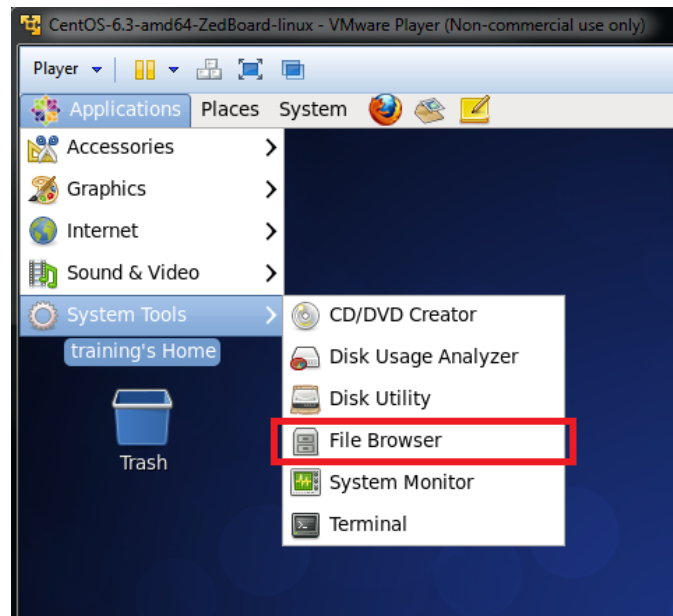 CentOS-6.3-amd64-ZedBoard-linux - VMware Player (Non-commercial use only)
Player
Applications Places System
Accessories
Graphics
Internet
Sound & Video
System Tools
CD/DVD Creator
Disk Usage Analyzer
Disk Utility
File Browser
System Monitor
Terminal
training's Home
Trash